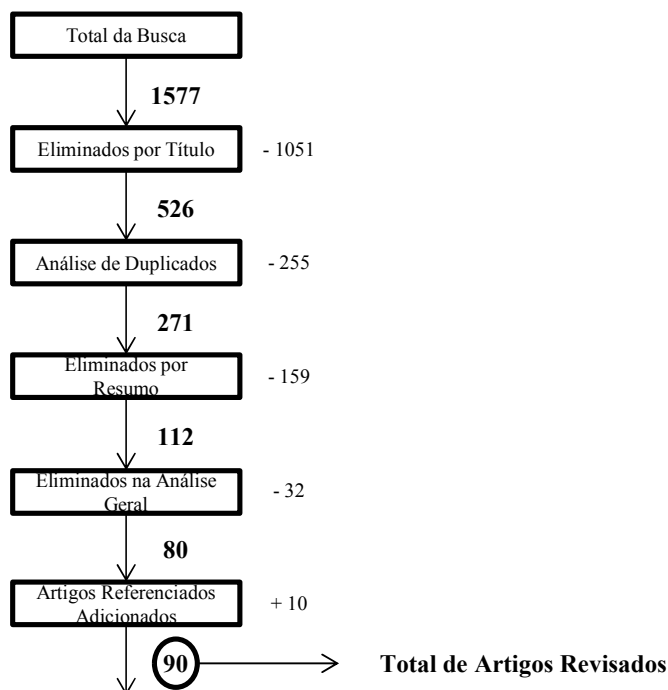 Total da Busca
1577
Eliminados por Título - 1051
526
Análise de Duplicados - 255
271
Eliminados por
Resumo
- 159
112
Eliminados na Análise
Geral
- 32
80
Artigos Referenciados
Adicionados
+ 10
90 Total de Artigos Revisados